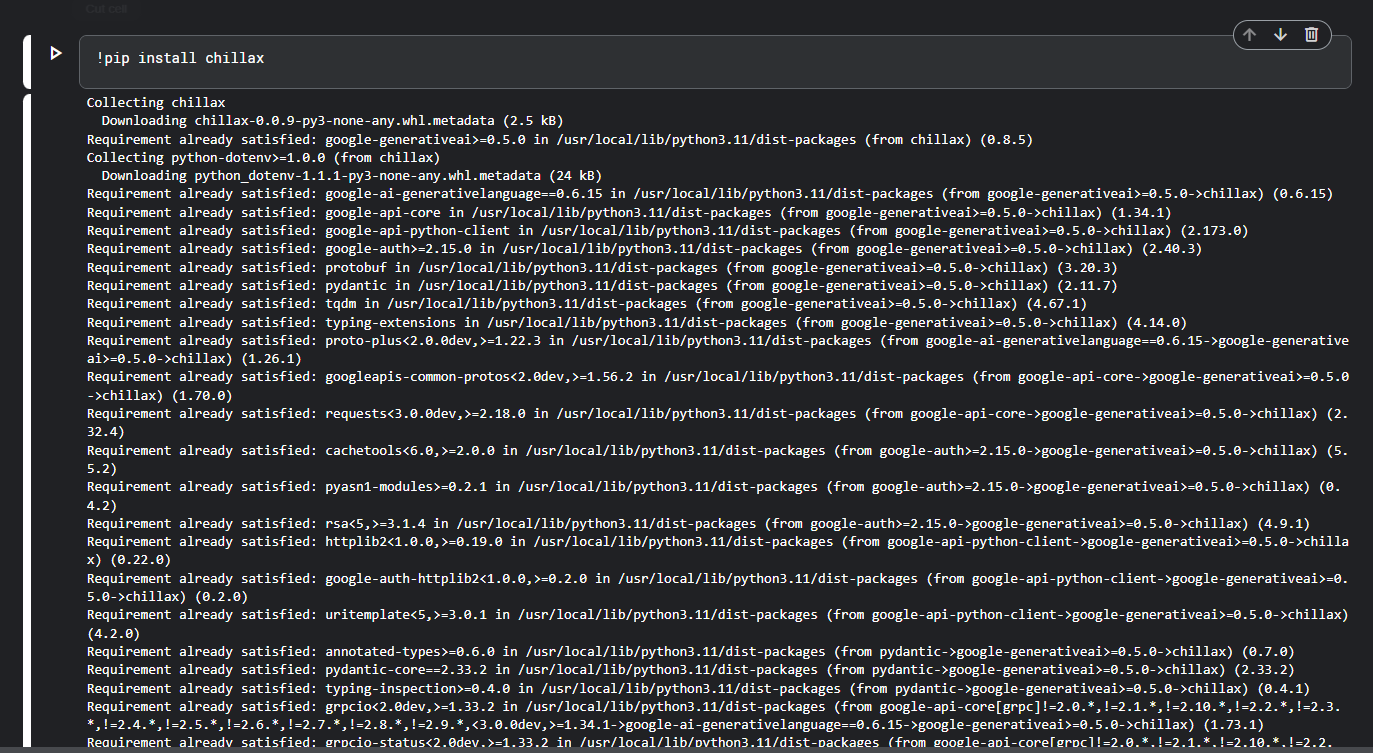 Cut cell
!pip install chillax
Collecting chillax
  Downloading chillax-0.0.9-py3-none-any.whl.metadata (2.5 kB)
Requirement already satisfied: google-generativeai>=0.5.0 in /usr/local/lib/python3.11/dist-packages (from chillax) (0.8.5)
Collecting python-dotenv>=1.0.0 (from chillax)
  Downloading python_dotenv-1.1.1-py3-none-any.whl.metadata (24 kB)
Requirement already satisfied: google-ai-generativelanguage==0.6.15 in /usr/local/lib/python3.11/dist-packages (from google-generativeai>=0.5.0->chillax) (0.6.15)
Requirement already satisfied: google-api-core in /usr/local/lib/python3.11/dist-packages (from google-generativeai>=0.5.0->chillax) (1.34.1)
Requirement already satisfied: google-api-python-client in /usr/local/lib/python3.11/dist-packages (from google-generativeai>=0.5.0->chillax) (2.173.0)
Requirement already satisfied: google-auth>=2.15.0 in /usr/local/lib/python3.11/dist-packages (from google-generativeai>=0.5.0->chillax) (2.40.3)
Requirement already satisfied: protobuf in /usr/local/lib/python3.11/dist-packages (from google-generativeai>=0.5.0->chillax) (3.20.3)
Requirement already satisfied: pydantic in /usr/local/lib/python3.11/dist-packages (from google-generativeai>=0.5.0->chillax) (2.11.7)
Requirement already satisfied: tqdm in /usr/local/lib/python3.11/dist-packages (from google-generativeai>=0.5.0->chillax) (4.67.1)
Requirement already satisfied: typing-extensions in /usr/local/lib/python3.11/dist-packages (from google-generativeai>=0.5.0->chillax) (4.14.0)
Requirement already satisfied: proto-plus<2.0.0dev,>=1.22.3 in /usr/local/lib/python3.11/dist-packages (from google-ai-generativelanguage==0.6.15->google-generative
ai>=0.5.0->chillax) (1.26.1)
Requirement already satisfied: googleapis-common-protos<2.0dev,>=1.56.2 in /usr/local/lib/python3.11/dist-packages (from google-api-core->google-generativeai>=0.5.0
->chillax) (1.70.0)
Requirement already satisfied: requests<3.0.0dev,>=2.18.0 in /usr/local/lib/python3.11/dist-packages (from google-api-core->google-generativeai>=0.5.0->chillax) (2.
32.4)
Requirement already satisfied: cachetools<6.0,>=2.0.0 in /usr/local/lib/python3.11/dist-packages (from google-auth>=2.15.0->google-generativeai>=0.5.0->chillax) (5.
5.2)
Requirement already satisfied: pyasn1-modules>=0.2.1 in /usr/local/lib/python3.11/dist-packages (from google-auth>=2.15.0->google-generativeai>=0.5.0->chillax) (0.
4.2)
Requirement already satisfied: rsa<5,>=3.1.4 in /usr/local/lib/python3.11/dist-packages (from google-auth>=2.15.0->google-generativeai>=0.5.0->chillax) (4.9.1)
Requirement already satisfied: httplib2<1.0.0,>=0.19.0 in /usr/local/lib/python3.11/dist-packages (from google-api-python-client->google-generativeai>=0.5.0->chilla
x) (0.22.0)
Requirement already satisfied: google-auth-httplib2<1.0.0,>=0.2.0 in /usr/local/lib/python3.11/dist-packages (from google-api-python-client->google-generativeai>=0.
5.0->chillax) (0.2.0)
Requirement already satisfied: uritemplate<5,>=3.0.1 in /usr/local/lib/python3.11/dist-packages (from google-api-python-client->google-generativeai>=0.5.0->chillax)
(4.2.0)
Requirement already satisfied: annotated-types>=0.6.0 in /usr/local/lib/python3.11/dist-packages (from pydantic->google-generativeai>=0.5.0->chillax) (0.7.0)
Requirement already satisfied: pydantic-core==2.33.2 in /usr/local/lib/python3.11/dist-packages (from pydantic->google-generativeai>=0.5.0->chillax) (2.33.2)
Requirement already satisfied: typing-inspection>=0.4.0 in /usr/local/lib/python3.11/dist-packages (from pydantic->google-generativeai>=0.5.0->chillax) (0.4.1)
Requirement already satisfied: grpcio<2.0dev,>=1.33.2 in /usr/local/lib/python3.11/dist-packages (from google-api-core[grpc]!=2.0.*,!=2.1.*,!=2.10.*,!=2.2.*,!=2.3.
*,!=2.4.*,!=2.5.*,!=2.6.*,!=2.7.*,!=2.8.*,!=2.9.*,<3.0.0dev,>=1.34.1->google-ai-generativelanguage==0.6.15->google-generativeai>=0.5.0->chillax) (1.73.1)
Requirement already satisfied: grpcio-status<2.0dev,>=1.33.2 in /usr/local/lib/python3.11/dist-packages (from google-api-core[grpc]!=2.0.*,!=2.1.*,!=2.10.*,!=2.2.